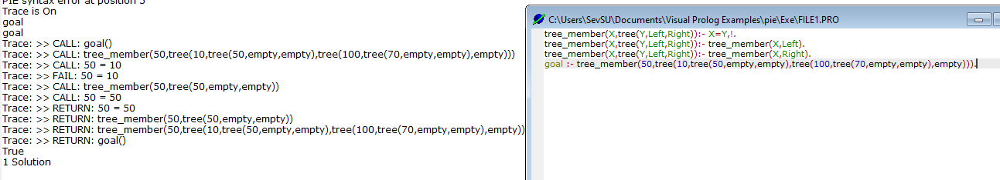 PIE syntax error at position 5
Trace is On
goal
goal
Trace: >> CALL: goal()
Trace: >> CALL: tree_member(50,tree(10,tree(50,empty,empty),tree(100,tree(70,empty,empty),empty)))
Trace: >> CALL: 50 = 10
Trace: >> FAIL: 50 = 10
Trace: >> CALL: tree_member(50,tree(50,empty,empty))
Trace: >> CALL: 50 = 50
Trace: >> RETURN: 50 = 50
Trace: >> RETURN: tree_member(50,tree(50,empty,empty))
Trace: >> RETURN: tree_member(50,tree(10,tree(50,empty,empty),tree(100,tree(70,empty,empty),empty))
Trace: >> RETURN: goal()
True
1 Solution
C:\Users\SevSU\Documents\Visual Prolog Examples\pie\Exe\FILE1.PRO
tree_member(X,tree(Y,Left,Right)):- X=Y,!.
tree_member(X,tree(Y,Left,Right)):- tree_member(X,Left).
tree_member(X,tree(Y,Left,Right)):- tree_member(X,Right).
goal :- tree_member(50,tree(10,tree(50,empty,empty),tree(100,tree(70,empty,empty),empty))).